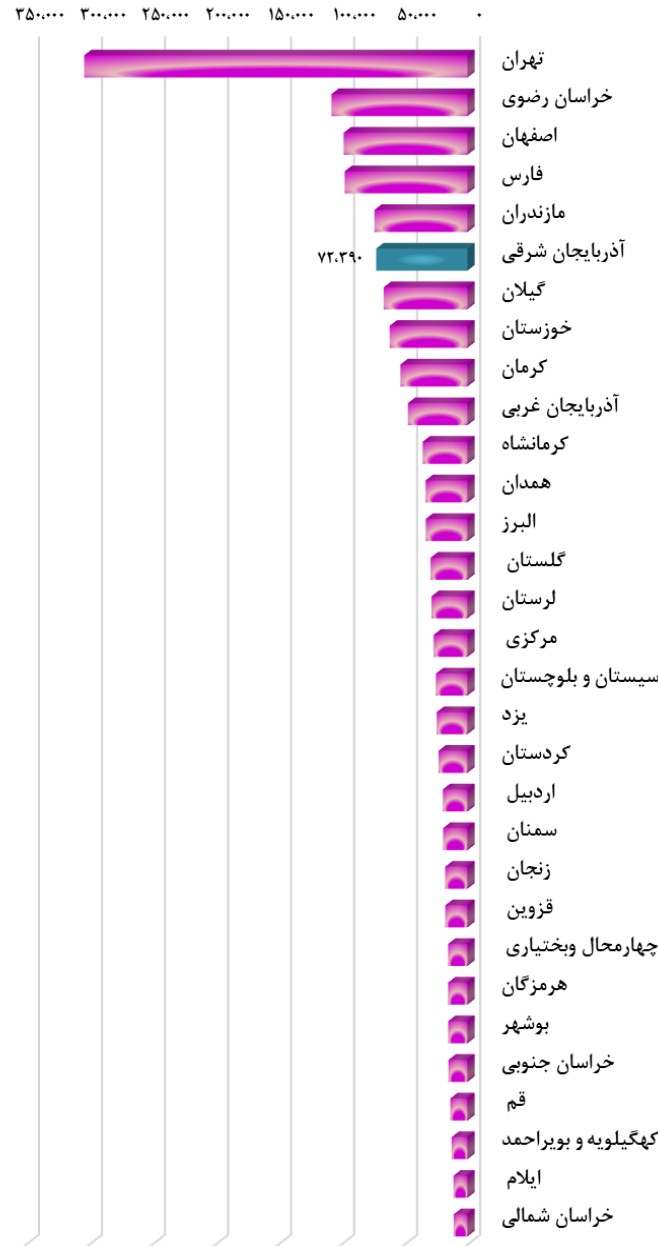 ۳۵۰،۰۰۰ ۳۰۰،۰۰۰ ۲۵۰،۰۰۰ ۲۰۰،۰۰۰ ۱۵۰،۰۰۰ ۱۰۰،۰۰۰ ۵۰،۰۰۰ ۰
تهران
خراسان رضوی
اصفهان
فارس
مازندران
آذربایجان شرقی
۷۲،۳۹۰
گیلان
خوزستان
کرمان
آذربایجان غربی
کرمانشاه
همدان
البرز
گلستان
لرستان
مرکزی
سیستان و بلوچستان
یزد
کردستان
اردبیل
سمنان
زنجان
قزوین
چهارمحال وبختیاری
هرمزگان
بوشهر
خراسان جنوبی
قم
کهگیلویه و بویراحمد
ایلام
خراسان شمالی